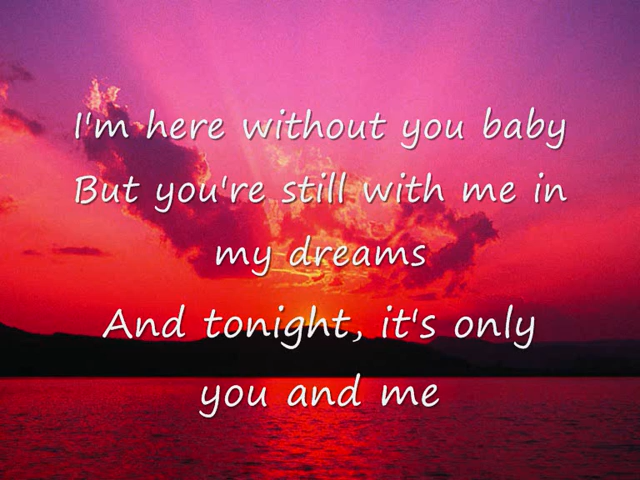 I'm here without you baby
But you're still with me in
my dreams
And tonight, it's only
you and me